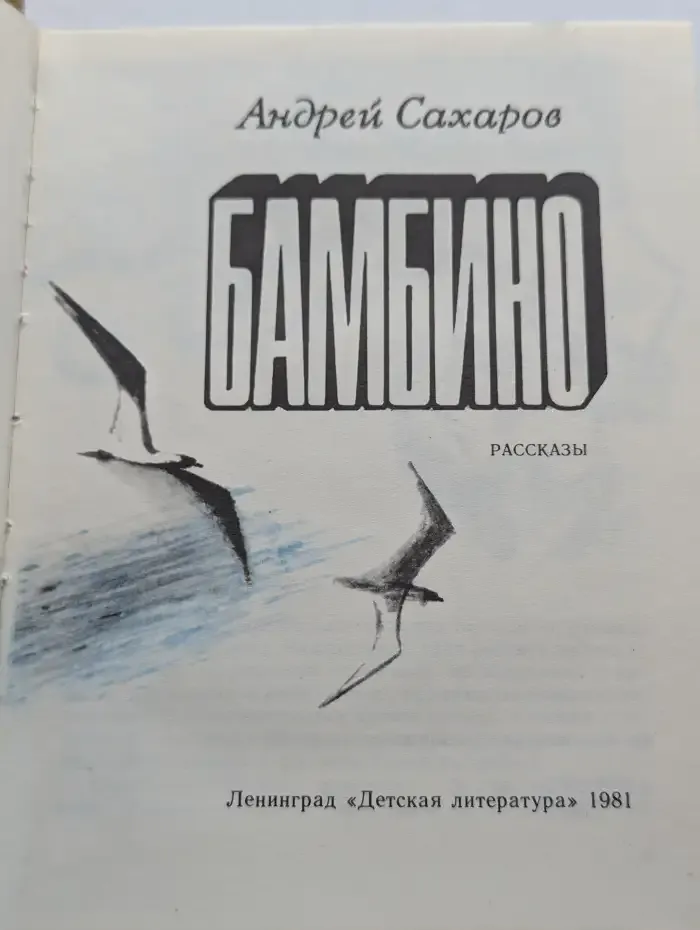 Андрей Сахаров
БАМБИНО
РАССКАЗЫ
Ленинград «Детская литература» 1981